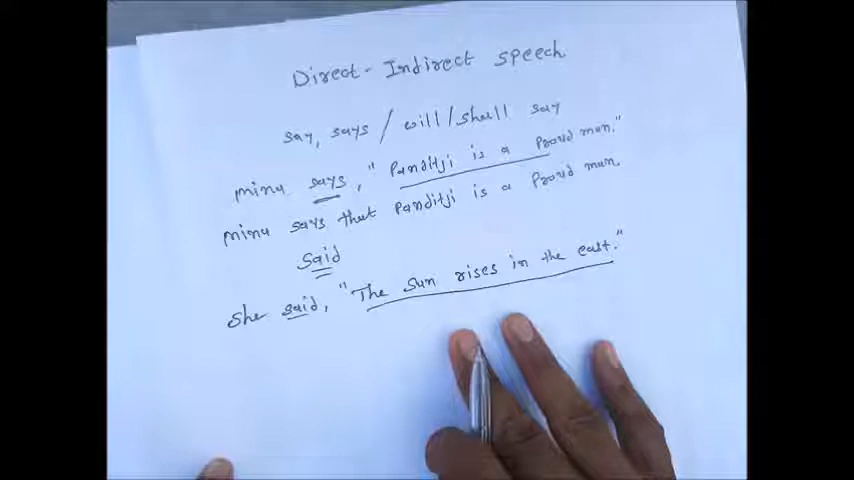 Direct - Indirect speech
say, says / will / shall say
minu says, "Panditji is a Proud man."
minu says that Panditji is a Proud man.
said
She said, "The Sun rises in the east."